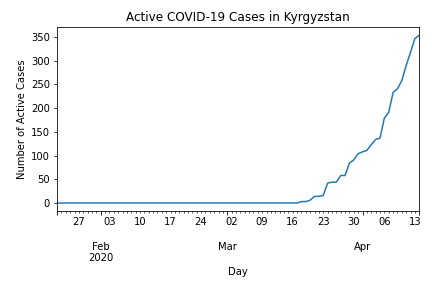 Active COVID-19 Cases in Kyrgyzstan
Number of Active Cases
350
300
250
200
150
100
50
0
27 03 10 17 24 02 09 16 23 30 06 13
Feb Mar Apr
2020
Day